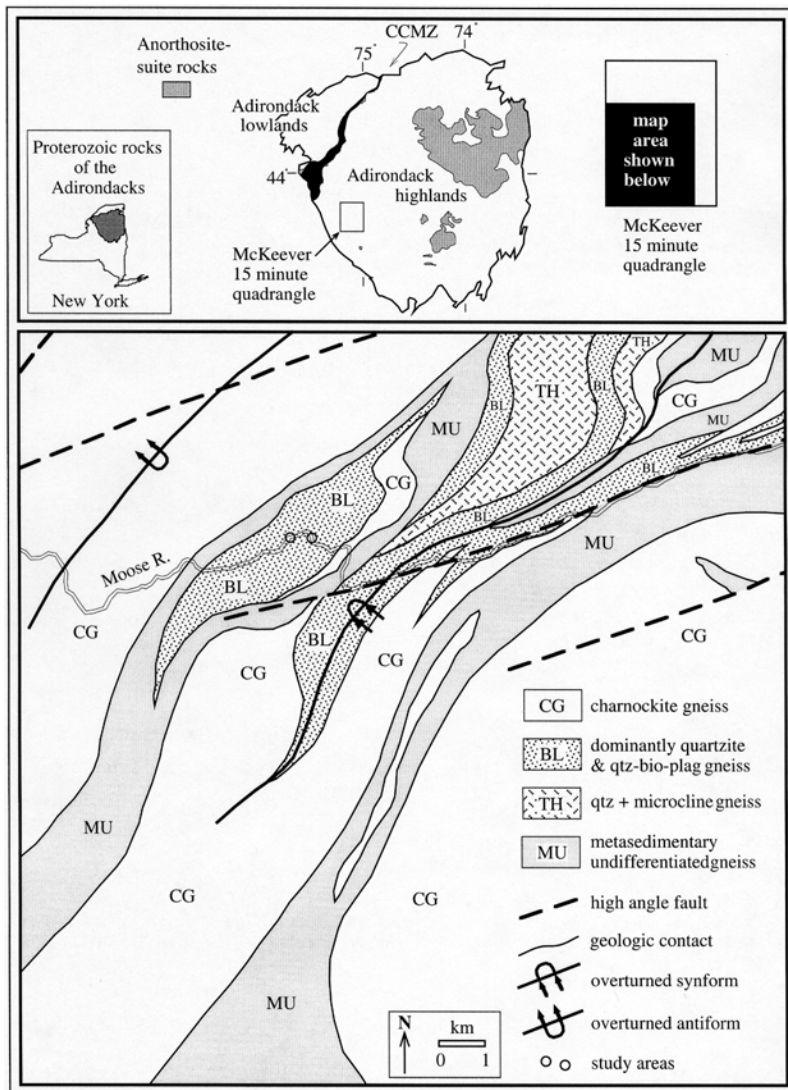 Anorthosite-
suite rocks
75°
CCMZ
74°
Adirondack
lowlands
44°
Adirondack
highlands
McKeever
15 minute
quadrangle
Proterozoic rocks
of the
Adirondacks
New York
map
area
shown
below
McKeever
15 minute
quadrangle
TH
MU
BL
TH
BL
MU
CG
MU
BL
CG
BL
BL
MU
Moose R.
BL
CG
BL
CG
CG
CG
MU
CG
CG
MU
CG charnockite gneiss
BL dominantly quartzite
& qtz-bio-plag gneiss
TH qtz + microcline gneiss
MU metasedimentary
undifferentiatedgneiss
high angle fault
geologic contact
overturned synform
overturned antiform
study areas
N
km
0 1